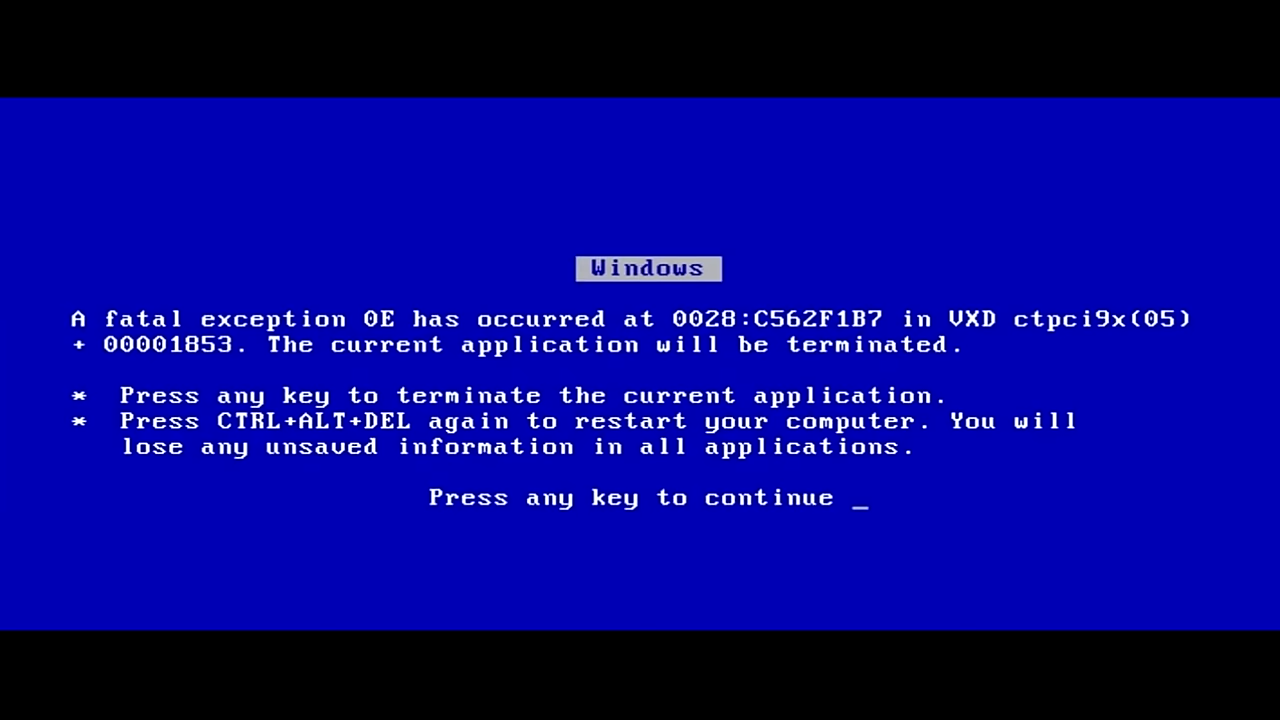 Windows
A fatal exception 0E has occurred at 0028:C562F1B7 in VXD ctpci9x(05)
+ 00001853. The current application will be terminated.
* Press any key to terminate the current application.
* Press CTRL+ALT+DEL again to restart your computer. You will
lose any unsaved information in all applications.
Press any key to continue _